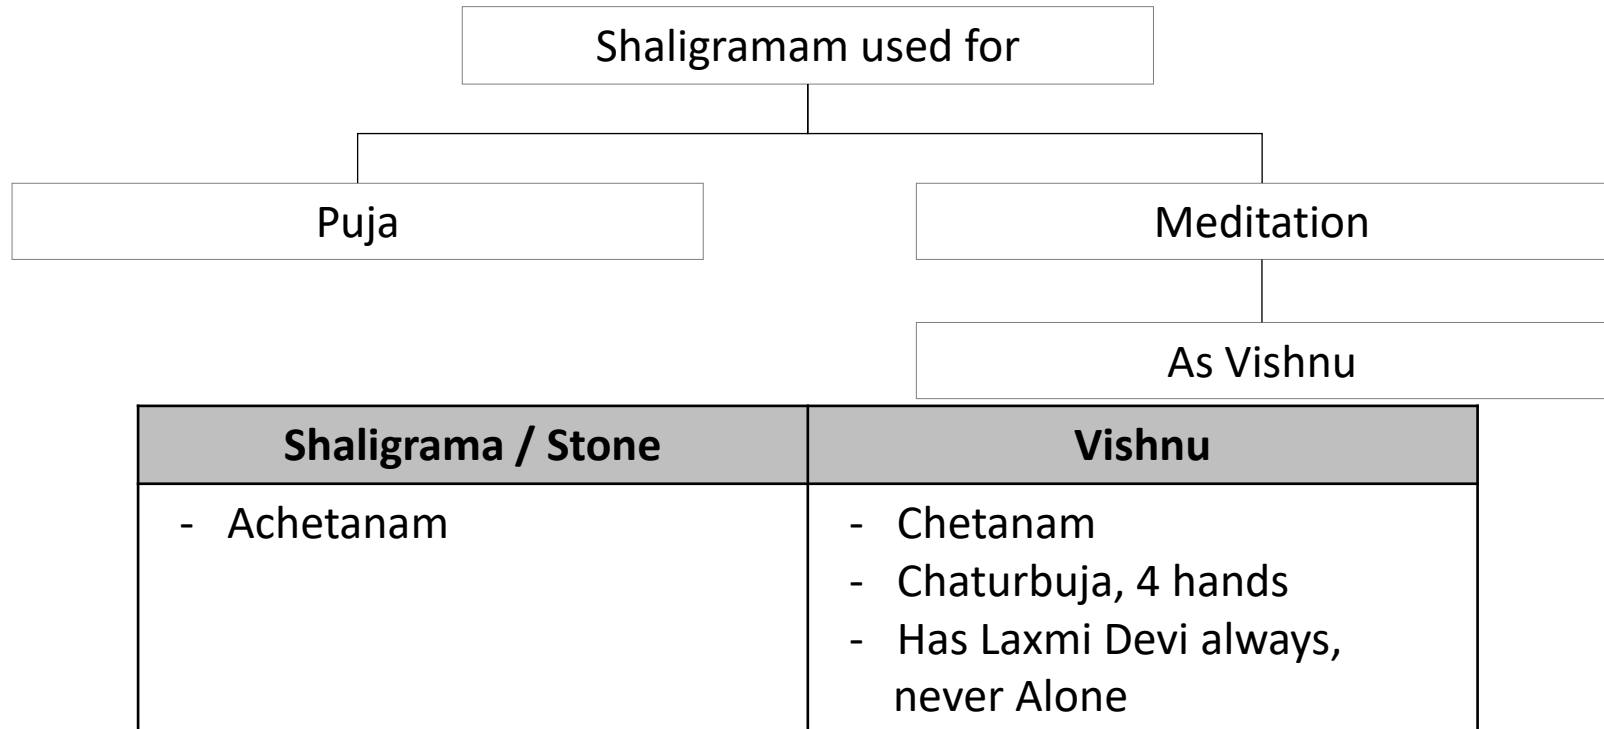 Shaligramam used for
Puja
Meditation
As Vishnu
Shaligrama / Stone
Vishnu
- Achetanam
- Chetanam
- Chaturbuja, 4 hands
- Has Laxmi Devi always,
never Alone